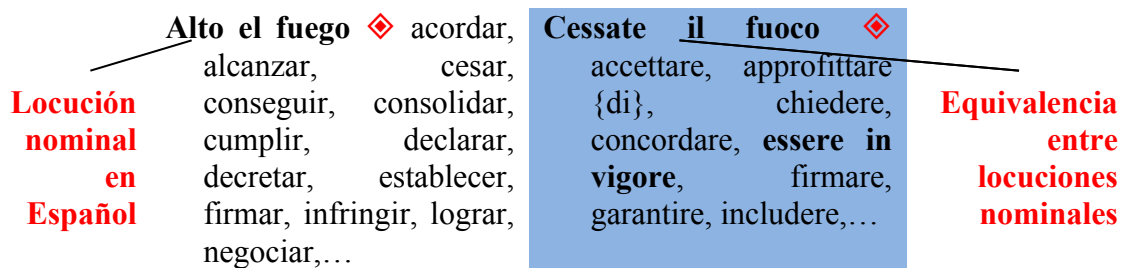 Alto el fuego ◈ acordar,
alcanzar, cesar,
conseguir, consolidar,
cumplir, declarar,
decretar, establecer,
firmar, infringir, lograr,
negociar,…
Cessate il fuoco ◈
accettare, approfittare
{di}, chiedere,
concordare, essere in
vigore, firmare,
garantire, includere,…
Locución
nominal
en
Español
Equivalencia
entre
locuciones
nominales